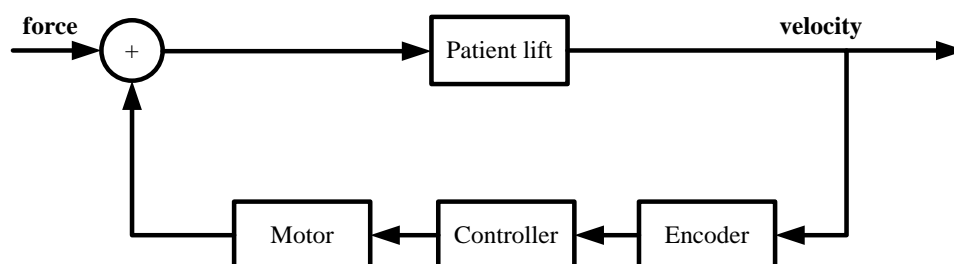 force
+
Patient lift
velocity
Motor
Controller
Encoder